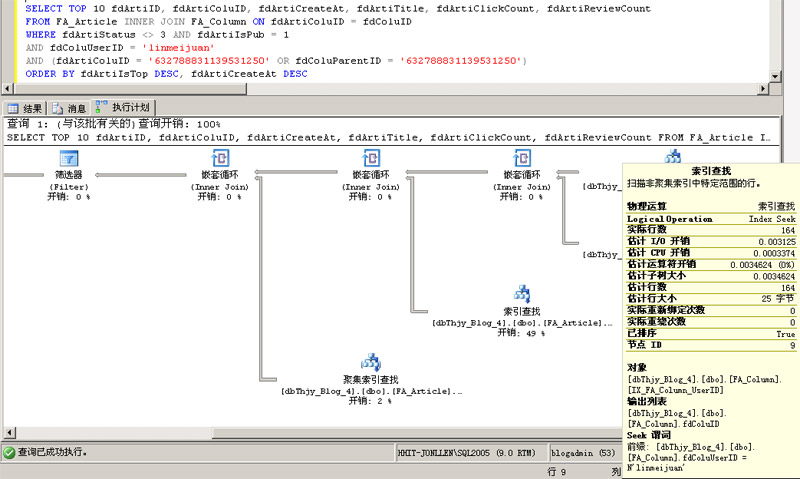 SELECT TOP 10 fdArtiID, fdArtiColuID, fdArtiCreateAt, fdArtiTitle, fdArtiClickCount, fdArtiReviewCount
FROM FA_Article INNER JOIN FA_Column ON fdArtiColuID = fdColuID
WHERE fdArtiStatus <> 3 AND fdArtiIsPub = 1
AND fdColuUserID = 'linmeijuan'
AND (fdArtiColuID = '632788831139531250' OR fdColuParentID = '632788831139531250')
ORDER BY fdArtiIsTop DESC, fdArtiCreateAt DESC
结果 消息 执行计划
查询 1: (与该批有关的)查询开销: 100%
SELECT TOP 10 fdArtiID, fdArtiColuID, fdArtiCreateAt, fdArtiTitle, fdArtiClickCount, fdArtiReviewCount FROM FA_Article I...
筛选器
(Filter)
开销: 0 %
嵌套循环
(Inner Join)
开销: 0 %
嵌套循环
(Inner Join)
开销: 0 %
嵌套循环
(Inner Join)
开销: 0 %
[dbThjy_B
[dbThjy_B
索引查找
[dbThjy_Blog_4].[dbo].[FA_Article]...
开销: 49 %
聚集索引查找
[dbThjy_Blog_4].[dbo].[FA_Article]...
开销: 2 %
索引查找
扫描非聚集索引中特定范围的行。
物理运算 索引查找
Logical Operation Index Seek
实际行数 164
估计 I/O 开销 0.003125
估计 CPU 开销 0.0003374
估计运算符开销 0.0034624 (0%)
估计子树大小 0.0034624
估计行数 164
估计行大小 25 字节
实际重新绑定次数 0
实际重绕次数 0
已排序 True
节点 ID 9
对象
[dbThjy_Blog_4].[dbo].[FA_Column].
[IX_FA_Column_UserID]
输出列表
[dbThjy_Blog_4].[dbo].
[FA_Column].fdColuID
Seek 谓词
前缀: [dbThjy_Blog_4].[dbo].
[FA_Column].fdColuUserID =
N'linmeijuan'
查询已成功执行。 HHIT-JONLLEN\SQL2005 (9.0 RTM) blogadmin (53)
行 9 列